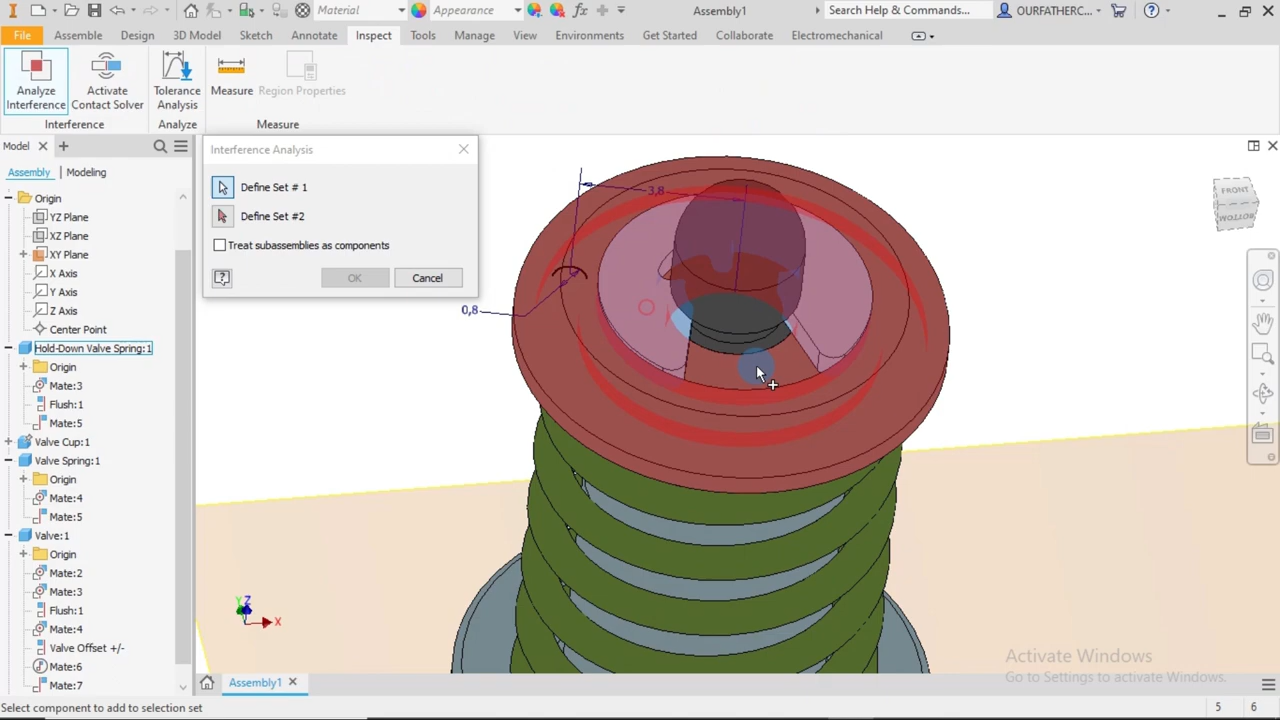 Material
Appearance
fx
Assembly1
Search Help & Commands...
OURFATHERC...
File
Assemble
Design
3D Model
Sketch
Annotate
Inspect
Tools
Manage
View
Environments
Get Started
Collaborate
Electromechanical
Analyze Interference
Activate Contact Solver
Tolerance Analysis
Measure
Region Properties
Interference
Analyze
Measure
Model
Assembly
Modeling
Origin
YZ Plane
XZ Plane
XY Plane
X Axis
Y Axis
Z Axis
Center Point
Hold-Down Valve Spring:1
Origin
Mate:3
Flush:1
Mate:5
Valve Cup:1
Valve Spring:1
Origin
Mate:4
Mate:5
Valve:1
Origin
Mate:2
Mate:3
Flush:1
Mate:4
Valve Offset +/-
Mate:6
Mate:7
Interference Analysis
Define Set # 1
Define Set #2
Treat subassemblies as components
OK
Cancel
3,8
0,8
FRONT
BOTTOM
Y
Z
X
Activate Windows
Go to Settings to activate Windows.
Assembly1
Select component to add to selection set
5
6